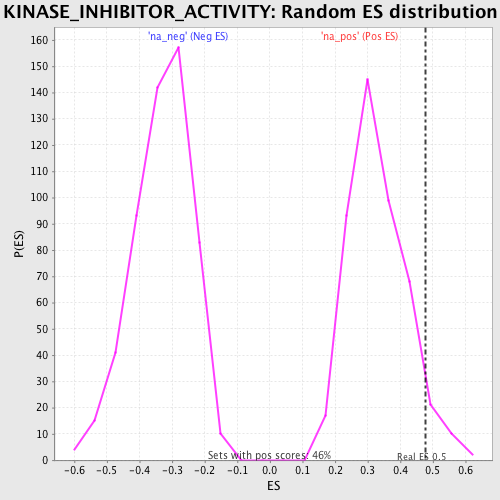 KINASE_INHIBITOR_ACTIVITY: Random ES distribution
'na_neg' (Neg ES) 'na_pos' (Pos ES)
160
150
140
130
120
110
100
90
80
70
60
50
40
30
20
10
0
P(ES)
Sets with pos scores: 46%
Real ES 0.5
-0.6 -0.5 -0.4 -0.3 -0.2 -0.1 0.0 0.1 0.2 0.3 0.4 0.5 0.6
ES